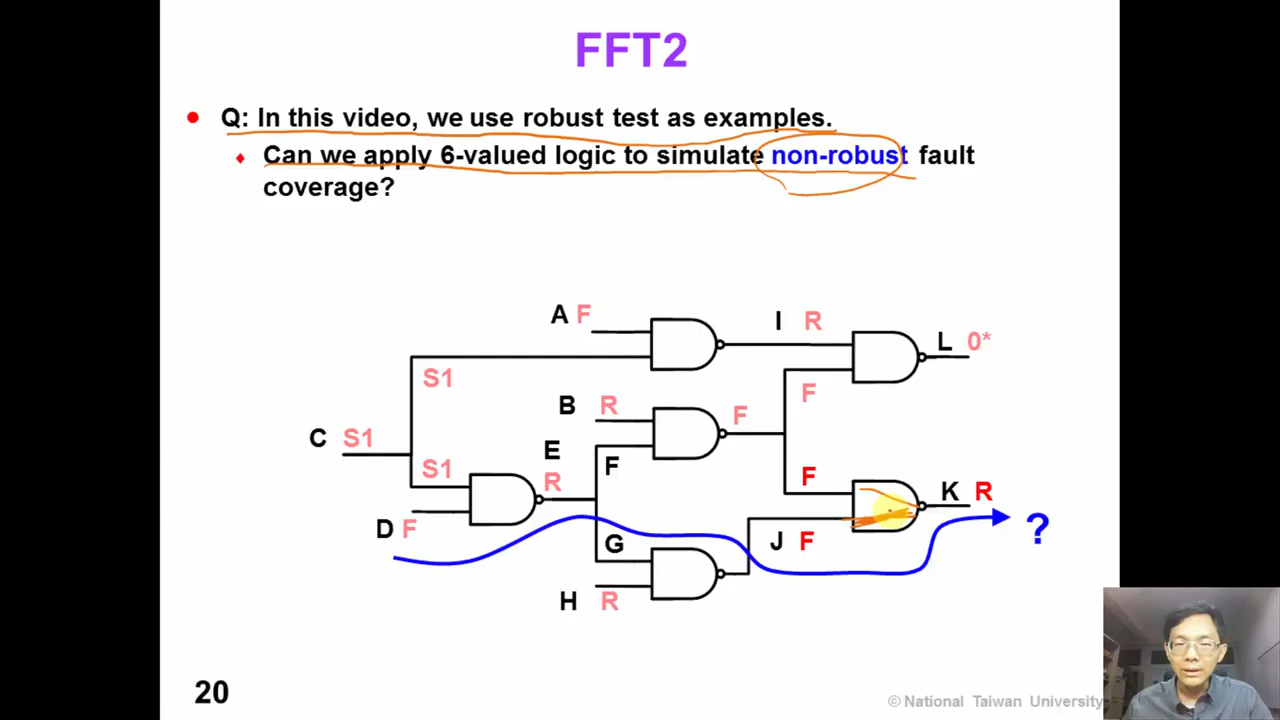 FFT2
Q: In this video, we use robust test as examples.
Can we apply 6-valued logic to simulate non-robust fault
coverage?
A F
I R
L 0*
S1
F
B R
F
C S1
E
F
S1
R
F
K R
D F
G
J F
?
H R
20
© National Taiwan University